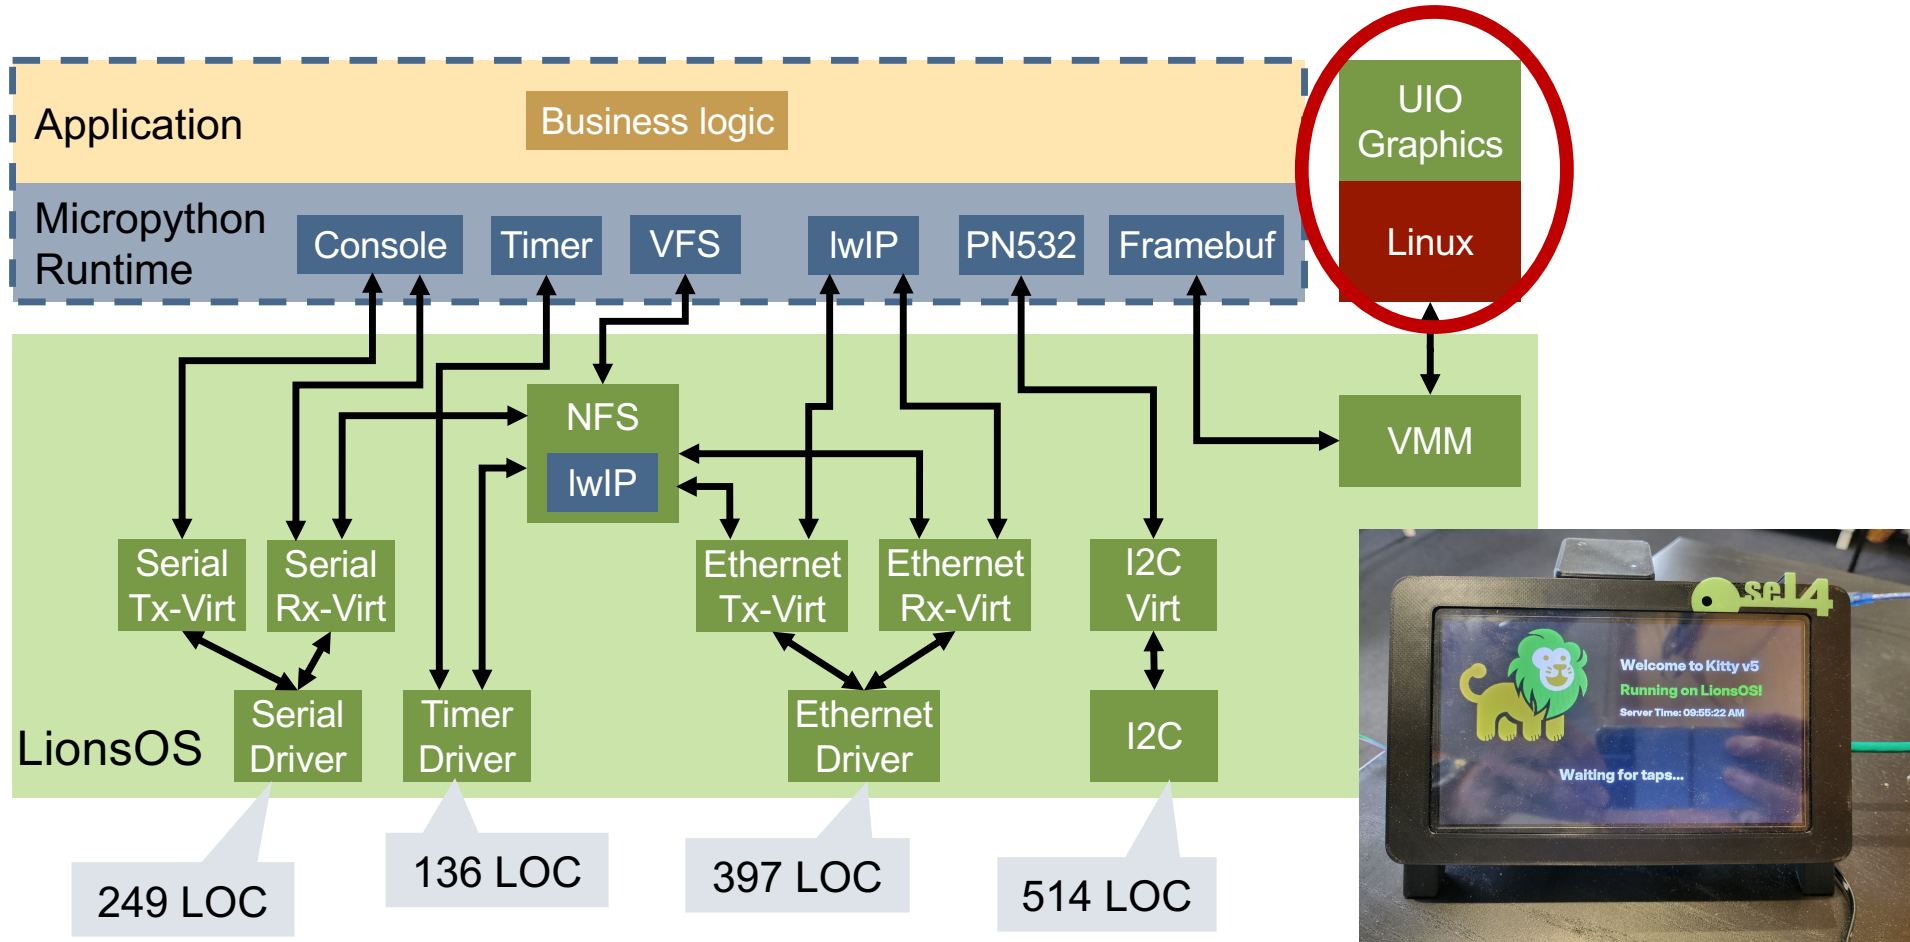 Application
Business logic
UIO
Graphics
Micropython
Runtime
Console
Timer
VFS
lwIP
PN532
Framebuf
Linux
NFS
lwIP
VMM
Serial
Tx-Virt
Serial
Rx-Virt
Ethernet
Tx-Virt
Ethernet
Rx-Virt
I2C
Virt
LionsOS
Serial
Driver
Timer
Driver
Ethernet
Driver
I2C
249 LOC
136 LOC
397 LOC
514 LOC
seL4
Welcome to Kitty v5
Running on LionsOS!
Server Time: 09:55:22 AM
Waiting for taps...